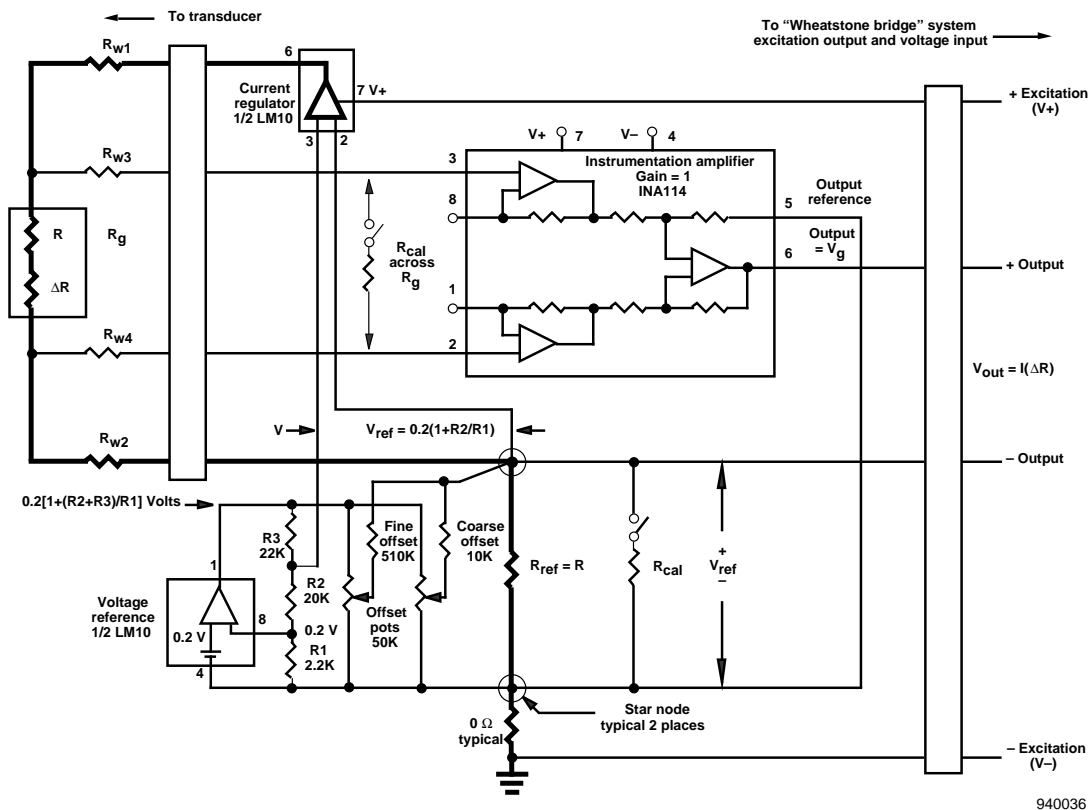 To transducer
To “Wheatstone bridge” system
excitation output and voltage input
Rw1
6
Current
regulator
1/2 LM10
7 V+
+ Excitation
(V+)
3
2
V+
7
V–
4
Rw3
3
Instrumentation amplifier
Gain = 1
INA114
8
5
Output
reference
R
Rg
ΔR
Rcal
across
Rg
Output
= Vg
6
+ Output
1
Rw4
2
Vout = I(ΔR)
V
Vref = 0.2(1+R2/R1)
Rw2
– Output
0.2[1+(R2+R3)/R1] Volts
R3
22K
Fine
offset
510K
Coarse
offset
10K
Rref = R
Rcal
+
Vref
–
1
Voltage
reference
1/2 LM10
R2
20K
8
0.2 V
0.2 V
Offset
pots
50K
R1
2.2K
4
Star node
typical 2 places
0 Ω
typical
– Excitation
(V–)
940036